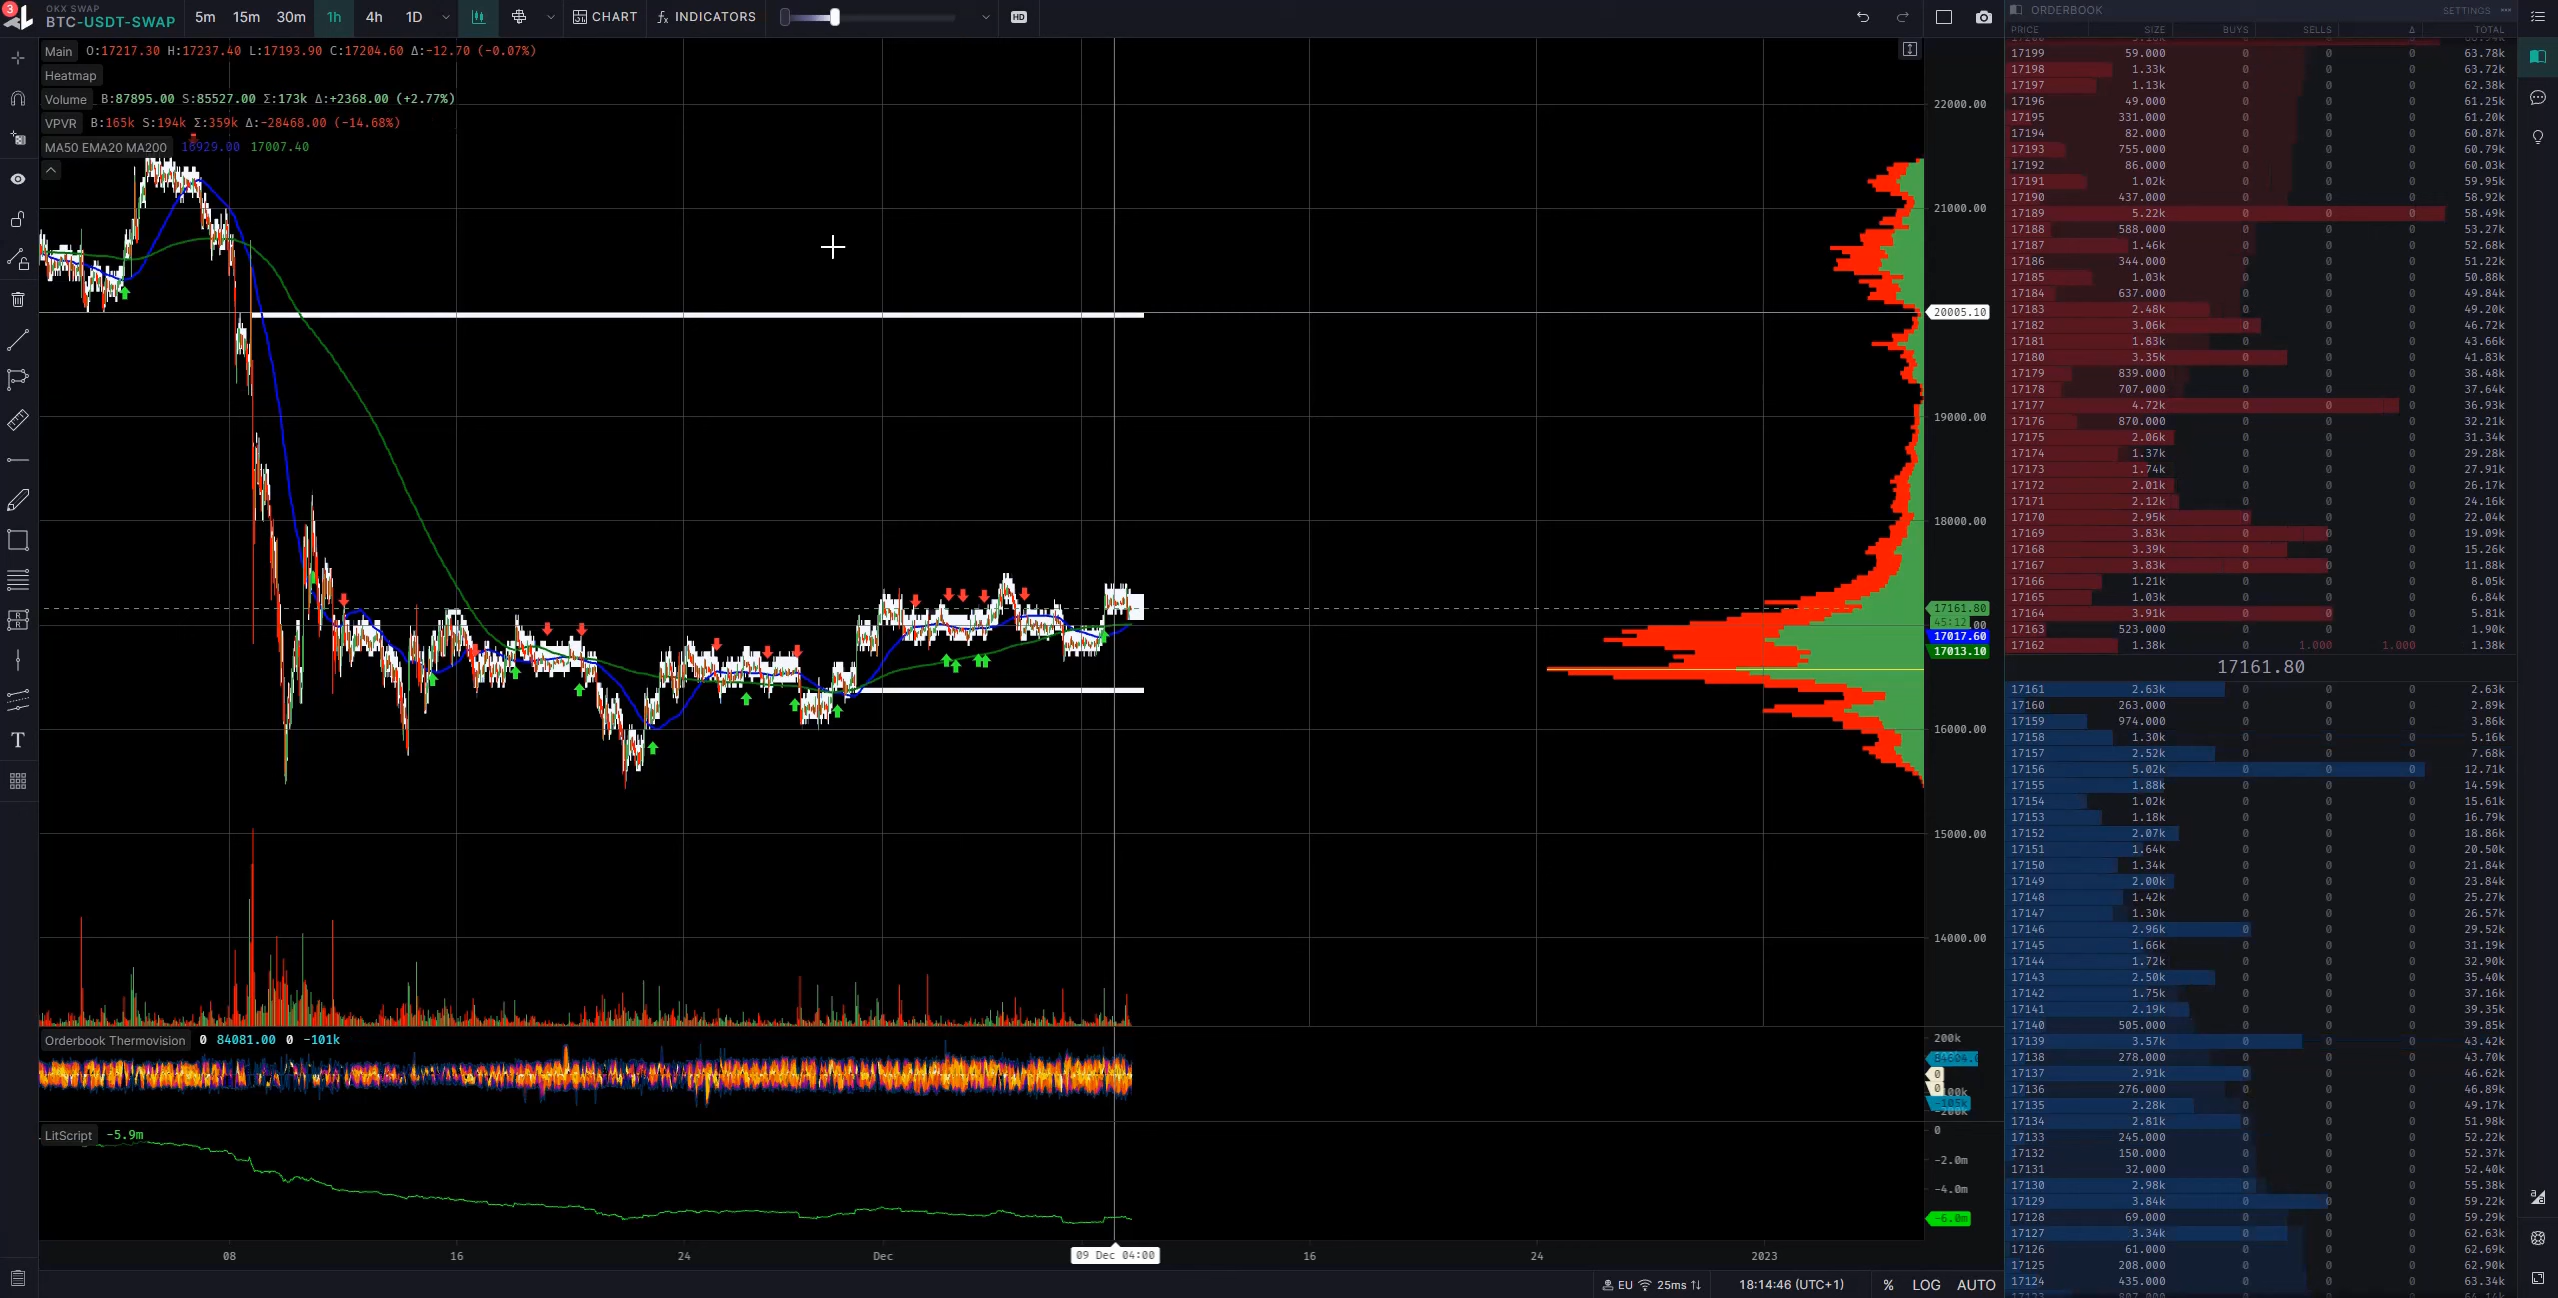 3
OKX SWAP
BTC-USDT-SWAP
5m 15m 30m 1h 4h 1D
CHART
fx INDICATORS
HD
Main O:17217.30 H:17237.40 L:17193.90 C:17204.60 Δ:-12.70 (-0.07%)
Heatmap
Volume B:87895.00 S:85527.00 Σ:173k Δ:+2368.00 (+2.77%)
VPVR B:165k S:194k Σ:359k Δ:-28468.00 (-14.68%)
MA50 EMA20 MA200 16929.00 17007.40
22000.00
21000.00
20005.10
19000.00
18000.00
17161.80
45:12
17017.60
17013.10
16000.00
15000.00
14000.00
Orderbook Thermovision 0 84081.00 0 -101k
200k
0
LitScript -5.9m
0
-2.0m
-4.0m
-6.0m
08 16 24 Dec 09 Dec 04:00 16 24 2023
EU 25ms 18:14:46 (UTC+1) % LOG AUTO
ORDERBOOK SETTINGS
PRICE SIZE BUYS SELLS Δ TOTAL
17199 59.000 0 0 0 63.78k
17198 1.33k 0 0 0 63.72k
17197 1.13k 0 0 0 62.38k
17196 49.000 0 0 0 61.25k
17195 331.000 0 0 0 61.20k
17194 82.000 0 0 0 60.87k
17193 755.000 0 0 0 60.79k
17192 86.000 0 0 0 60.03k
17191 1.02k 0 0 0 59.95k
17190 437.000 0 0 0 58.92k
17189 5.22k 0 0 0 58.49k
17188 588.000 0 0 0 53.27k
17187 1.46k 0 0 0 52.68k
17186 344.000 0 0 0 51.22k
17185 1.03k 0 0 0 50.88k
17184 637.000 0 0 0 49.84k
17183 2.48k 0 0 0 49.20k
17182 3.06k 0 0 0 46.72k
17181 1.83k 0 0 0 43.66k
17180 3.35k 0 0 0 41.83k
17179 839.000 0 0 0 38.48k
17178 707.000 0 0 0 37.64k
17177 4.72k 0 0 0 36.93k
17176 870.000 0 0 0 32.21k
17175 2.06k 0 0 0 31.34k
17174 1.37k 0 0 0 29.28k
17173 1.74k 0 0 0 27.91k
17172 2.01k 0 0 0 26.17k
17171 2.12k 0 0 0 24.16k
17170 2.95k 0 0 0 22.04k
17169 3.83k 0 0 0 19.09k
17168 3.39k 0 0 0 15.26k
17167 3.83k 0 0 0 11.88k
17166 1.21k 0 0 0 8.05k
17165 1.03k 0 0 0 6.84k
17164 3.91k 0 0 0 5.81k
17163 523.000 0 0 0 1.90k
17162 1.38k 0 1.000 1.000 1.38k
17161.80
17161 2.63k 0 0 0 2.63k
17160 263.000 0 0 0 2.89k
17159 974.000 0 0 0 3.86k
17158 1.30k 0 0 0 5.16k
17157 2.52k 0 0 0 7.68k
17156 5.02k 0 0 0 12.71k
17155 1.88k 0 0 0 14.59k
17154 1.02k 0 0 0 15.61k
17153 1.18k 0 0 0 16.79k
17152 2.07k 0 0 0 18.86k
17151 1.64k 0 0 0 20.50k
17150 1.34k 0 0 0 21.84k
17149 2.00k 0 0 0 23.84k
17148 1.42k 0 0 0 25.27k
17147 1.30k 0 0 0 26.57k
17146 2.96k 0 0 0 29.52k
17145 1.66k 0 0 0 31.19k
17144 1.72k 0 0 0 32.90k
17143 2.50k 0 0 0 35.40k
17142 1.75k 0 0 0 37.16k
17141 2.19k 0 0 0 39.35k
17140 505.000 0 0 0 39.85k
17139 3.57k 0 0 0 43.42k
17138 278.000 0 0 0 43.70k
17137 2.91k 0 0 0 46.62k
17136 276.000 0 0 0 46.89k
17135 2.28k 0 0 0 49.17k
17134 2.81k 0 0 0 51.98k
17133 245.000 0 0 0 52.22k
17132 150.000 0 0 0 52.37k
17131 32.000 0 0 0 52.40k
17130 2.98k 0 0 0 55.38k
17129 3.84k 0 0 0 59.22k
17128 69.000 0 0 0 59.29k
17127 3.34k 0 0 0 62.63k
17126 61.000 0 0 0 62.69k
17125 208.000 0 0 0 62.90k
17124 435.000 0 0 0 63.34k